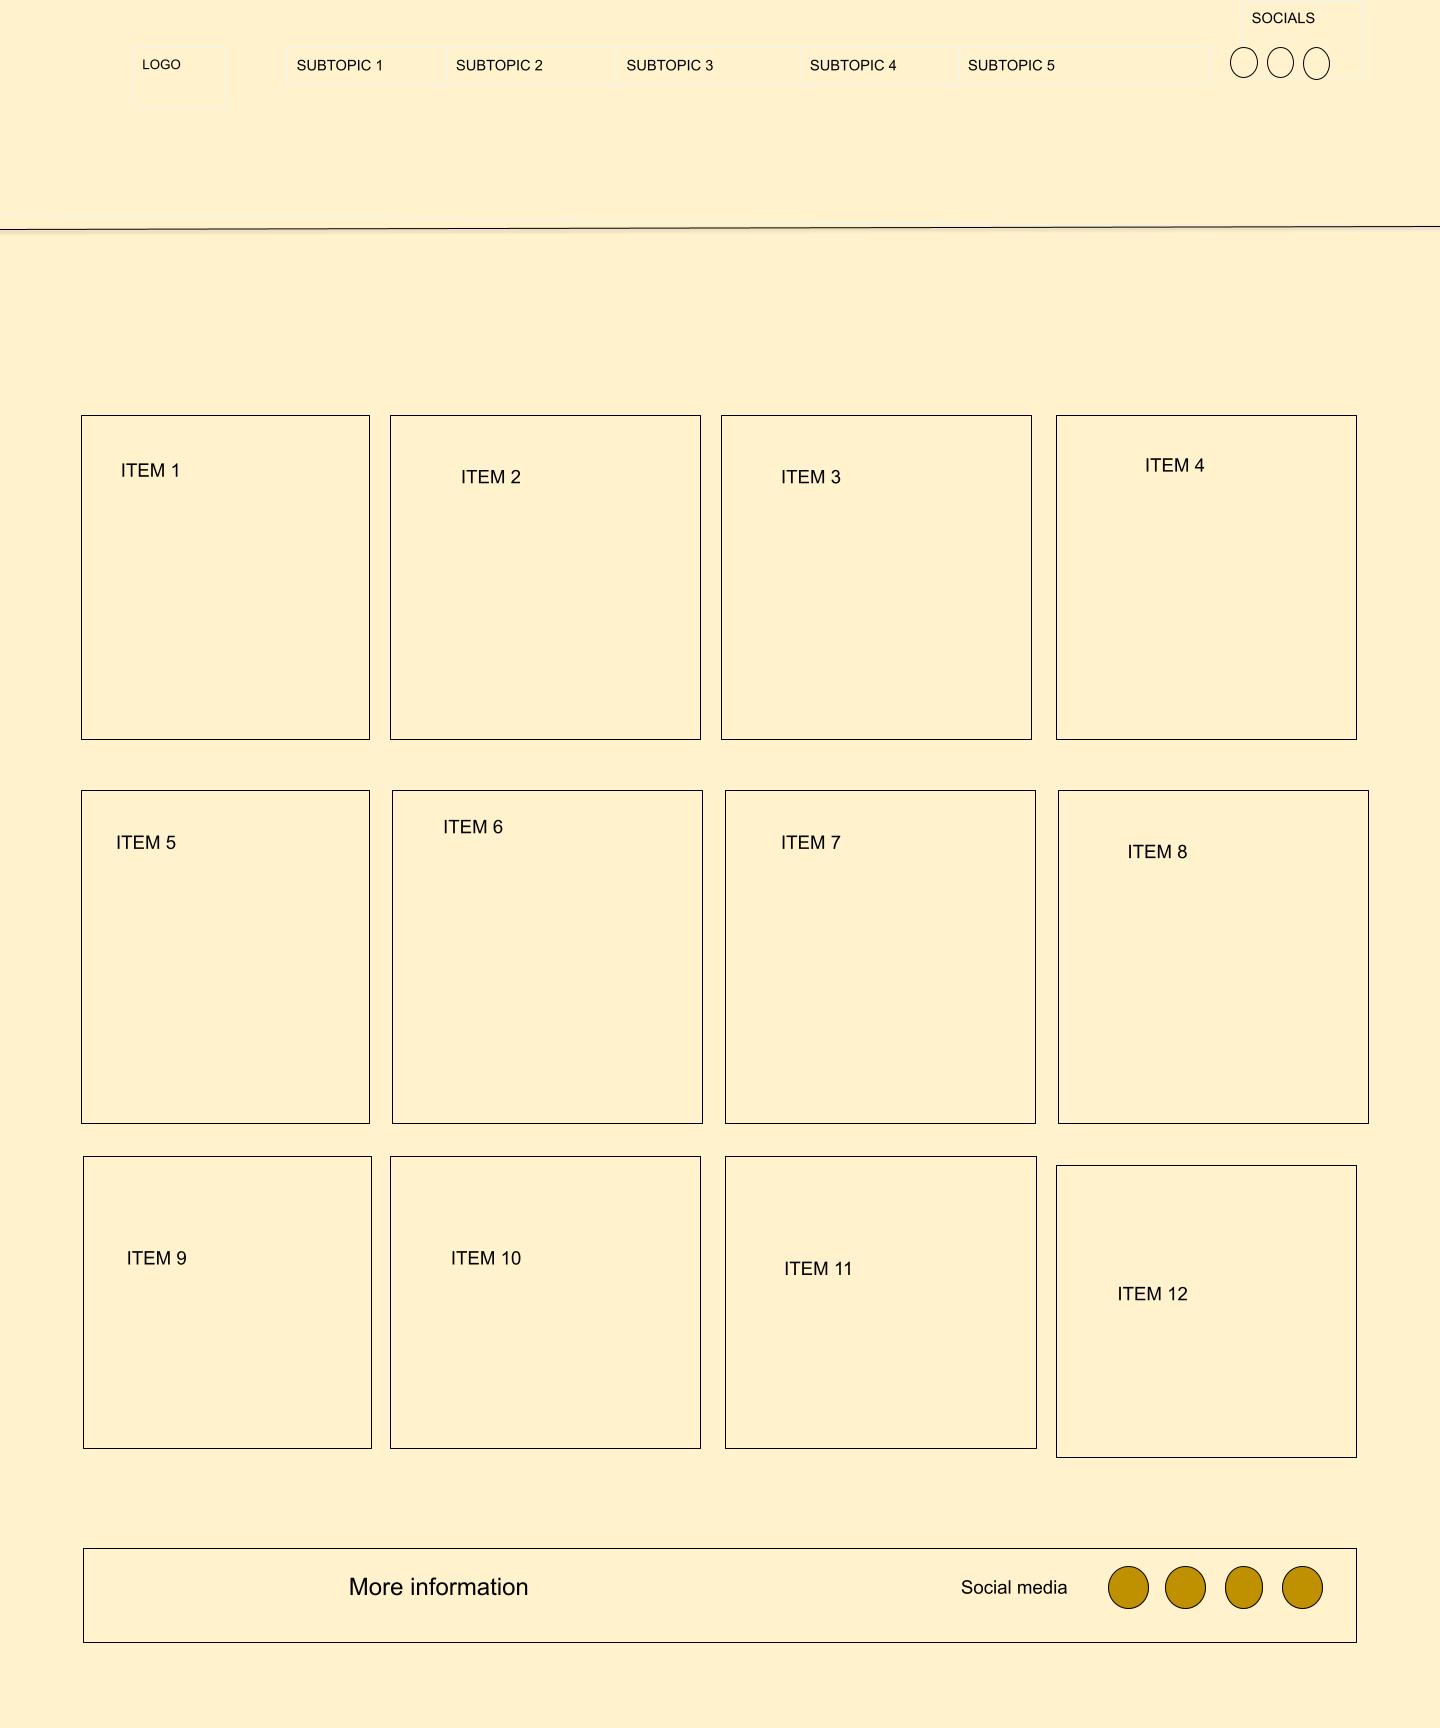 SOCIALS
LOGO SUBTOPIC 1 SUBTOPIC 2 SUBTOPIC 3 SUBTOPIC 4 SUBTOPIC 5
ITEM 1 ITEM 2 ITEM 3 ITEM 4
ITEM 5 ITEM 6 ITEM 7 ITEM 8
ITEM 9 ITEM 10 ITEM 11 ITEM 12
More information Social media